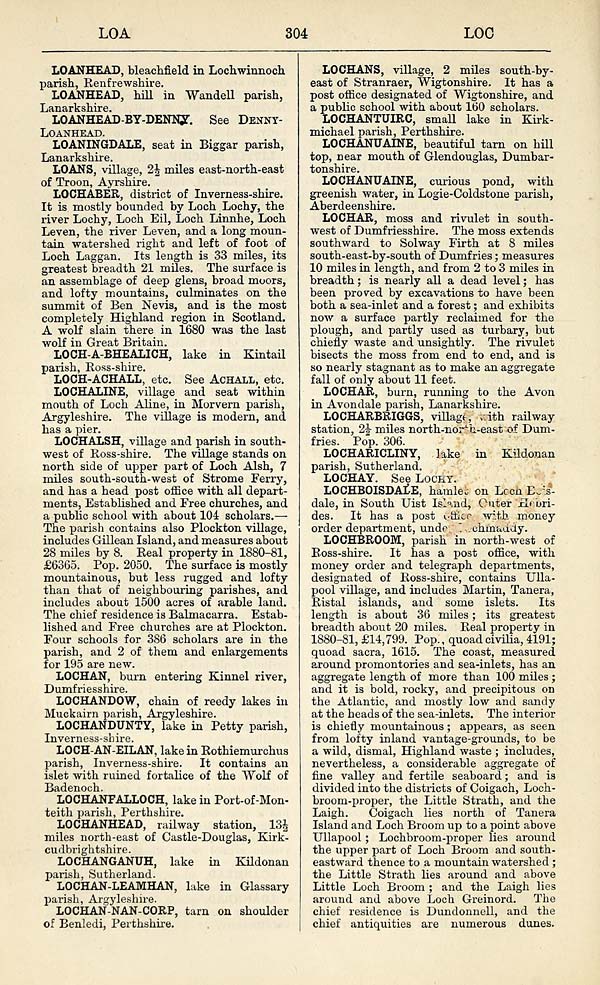 LOA 304 LOC
LOANHEAD, bleachfield in Lochwinnoch
parish, Renfrewshire.
LOANHEAD, hill in Wandell parish,
Lanarkshire.
LOANHEAD-BY-DENNY. See DENNY-
LOANHEAD.
LOANINGDALE, seat in Biggar parish,
Lanarkshire.
LOANS, village, 2½ miles east-north-east
of Troon, Ayrshire.
LOCHABER, district of Inverness-shire.
It is mostly bounded by Loch Lochy, the
river Lochy, Loch Eil, Loch Linnhe, Loch
Leven, the river Leven, and a long moun-
tain watershed right and left of foot of
Loch Laggan. Its length is 33 miles, its
greatest breadth 21 miles. The surface is
an assemblage of deep glens, broad moors,
and lofty mountains, culminates on the
summit of Ben Nevis, and is the most
completely Highland region in Scotland.
A wolf slain there in 1680 was the last
wolf in Great Britain.
LOCH-A-BHEALICH, lake in Kintail
parish, Ross-shire.
LOCH-ACHALL, etc. See ACHALL, etc.
LOCHALINE, village and seat within
mouth of Loch Aline, in Morvern parish,
Argyleshire. The village is modern, and
has a pier.
LOCHALSH, village and parish in south-
west of Ross-shire. The village stands on
north side of upper part of Loch Alsh, 7
miles south-south-west of Strome Ferry,
and has a head post office with all depart-
ments, Established and Free churches, and
a public school with about 104 scholars.—
The parish contains also Plockton village,
includes Gillean Island, and measures about
28 miles by 8. Real property in 1880-81,
£6365. Pop. 2050. The surface is mostly
mountainous, but less rugged and lofty
than that of neighbouring parishes, and
includes about 1500 acres of arable land.
The chief residence is Balmacarra. Estab-
lished and Free churches are at Plockton.
Four schools for 386 scholars are in the
parish, and 2 of them and enlargements
for 195 are new.
LOCHAN, burn entering Kinnel river,
Dumfriesshire.
LOCHANDOW, chain of reedy lakes in
Muckairn parish, Argyleshire.
LOCHANDUNTY, lake in Petty parish,
Inverness-shire.
LOCH-AN-EILAN, lake in Rothiemurchus
parish, Inverness-shire. It contains an
islet with ruined fortalice of the Wolf of
Badenoch.
LOCHANFALLOCH, lake in Port-of-Mon-
teith parish, Perthshire.
LOCHANHEAD, railway station, 13½
miles north-east of Castle-Douglas, Kirk-
cudbrightshire.
LOCHANGANUH, lake in Kildonan
parish, Sutherland.
LOCHAN-LEAMHAN, lake in Glassary
parish, Argyleshire.
LOCHAN-NAN-CORP, tarn on shoulder
of Benledi, Perthshire.
LOCHANS, village, 2 miles south-by-
east of Stranraer, Wigtonshire. It has a
post office designated of Wigtonshire, and
a public school with about 160 scholars.
LOCHANTUIRC, small lake in Kirk-
michael parish, Perthshire.
LOCHANUAINE, beautiful tarn on hill
top, near mouth of Glendouglas, Dumbar-
tonshire.
LOCHANUAINE, curious pond, with
greenish water, in Logie-Coldstone parish,
Aberdeenshire.
LOCHAR, moss and rivulet in south-
west of Dumfriesshire. The moss extends
southward to Solway Firth at 8 miles
south-east-by-south of Dumfries; measures
10 miles in length, and from 2 to 3 miles in
breadth; is nearly all a dead level; has
been proved by excavations to have been
both a sea-inlet and a forest; and exhibits
now a surface partly reclaimed for the
plough, and partly used as turbary, but
chiefly waste and unsightly. The rivulet
bisects the moss from end to end, and is
so nearly stagnant as to make an aggregate
fall of only about 11 feet.
LOCHAR, burn, running to the Avon
in Avondale parish, Lanarkshire.
LOCHARBRIGGS, village, with railway
station, 2½ miles north-north-east of Dum-
fries. Pop. 306.
LOCHARICLINY, lake in Kildonan
parish, Sutherland.
LOCHAY. See LOCHY.
LOCHBOISDALE, hamlet on Loch
dale, in South Uist Island, Outer Hebri-
des. It has a post office with money
order department,
LOCHBROOM, parish in north-west of
Ross-shire. It has a post office, with
money order and telegraph departments,
designated of Ross-shire, contains Ulla-
pool village, and includes Martin, Tanera,
Ristal islands, and some islets. Its
length is about 36 miles; its greatest
breadth about 20 miles. Real property in
1880-81, £14,799. Pop., quoad civilia, 4191;
quoad sacra, 1615. The coast, measured
around promontories and sea-inlets, has an
aggregate length of more than 100 miles;
and it is bold, rocky, and precipitous on
the Atlantic, and mostly low and sandy
at the heads of the sea-inlets. The interior
is chiefly mountainous; appears, as seen
from lofty inland vantage-grounds, to be
a wild, dismal, Highland waste; includes,
nevertheless, a considerable aggregate of
fine valley and fertile seaboard; and is
divided into the districts of Coigach, Loch-
broom-proper, the Little Strath, and the
Laigh. Coigach lies north of Tanera
Island and Loch Broom up to a point above
Ullapool; Lochbroom-proper lies around
the upper part of Loch Broom and south-
eastward thence to a mountain watershed;
the Little Strath lies around and above
Little Loch Broom; and the Laigh lies
around and above Loch Greinord. The
chief residence is Dundonnell, and the
chief antiquities are numerous dunes.